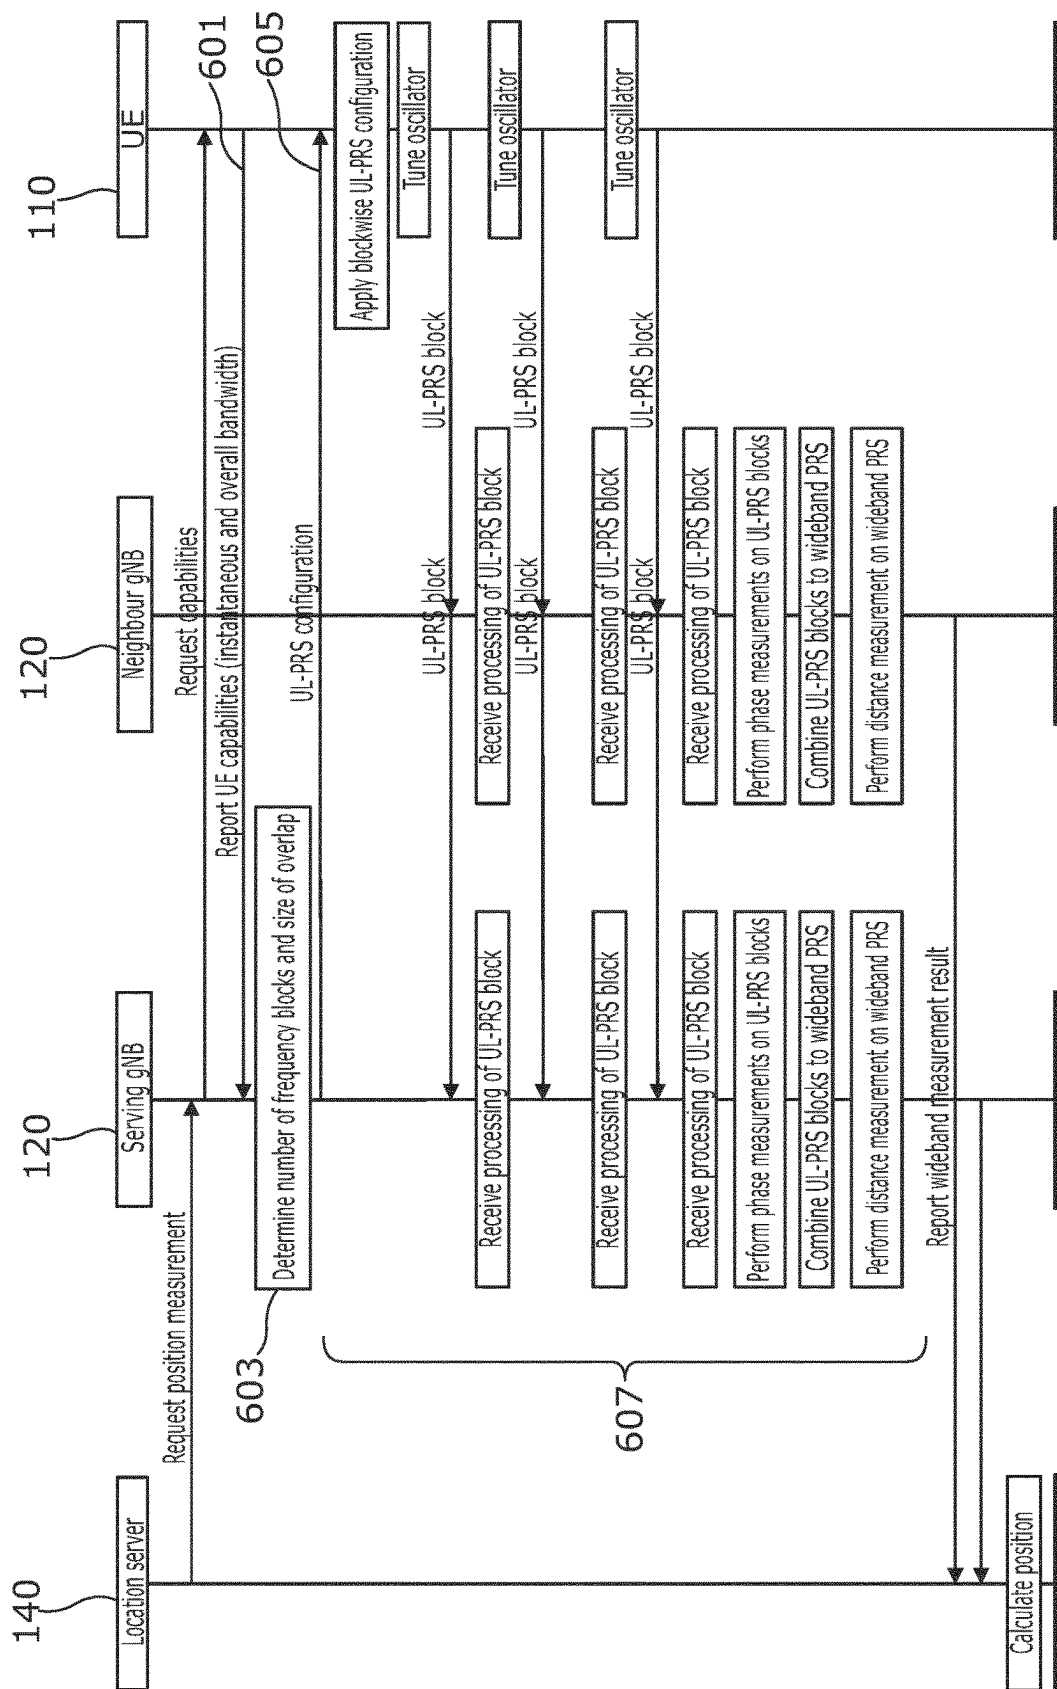 140
120
120
110
Location server
Serving gNB
Neighbour gNB
UE
Request position measurement
Request capabilities
601
Report UE capabilities (instantaneous and overall bandwidth)
603
Determine number of frequency blocks and size of overlap
605
UL-PRS configuration
Apply blockwise UL-PRS configuration
Tune oscillator
UL-PRS block
UL-PRS block
Receive processing of UL-PRS block
Receive processing of UL-PRS block
Tune oscillator
UL-PRS block
UL-PRS block
Receive processing of UL-PRS block
Receive processing of UL-PRS block
Tune oscillator
UL-PRS block
UL-PRS block
607
Receive processing of UL-PRS block
Receive processing of UL-PRS block
Perform phase measurements on UL-PRS blocks
Perform phase measurements on UL-PRS blocks
Combine UL-PRS blocks to wideband PRS
Combine UL-PRS blocks to wideband PRS
Perform distance measurement on wideband PRS
Perform distance measurement on wideband PRS
Report wideband measurement result
Calculate position